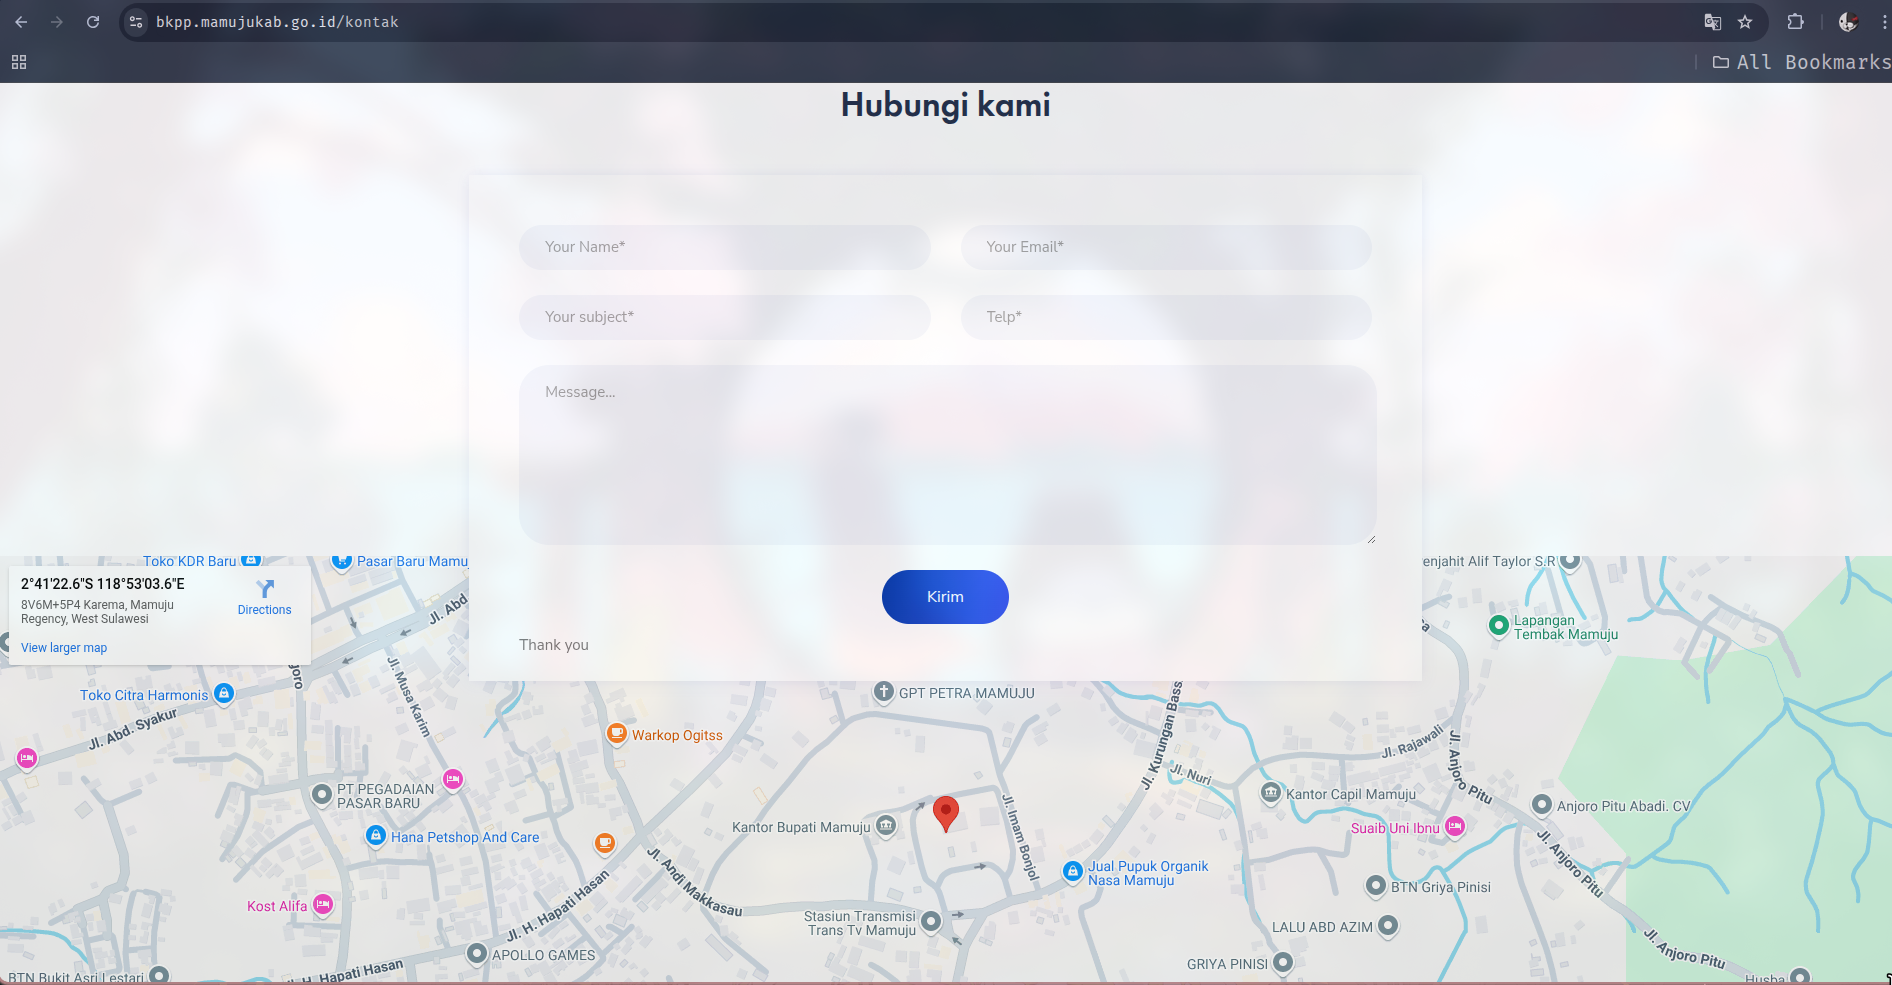 bkpp.mamujukab.go.id/kontak
All Bookmarks
Hubungi kami
Your Name*
Your Email*
Your subject*
Telp*
Message...
Kirim
Thank you
2°41'22.6"S 118°53'03.6"E
8V6M+5P4 Karema, Mamuju
Regency, West Sulawesi
Directions
View larger map
Toko KDR Baru
Pasar Baru Mamu
Jl. Abd
enjahit Alif Taylor S.R
Lapangan
Tembak Mamuju
Toko Citra Harmonis
Jl. Musa Karim
GPT PETRA MAMUJU
Jl. Abd. Syakur
Warkop Ogitss
Jl. Kurungan Bass
Jl. Rajawali
Jl. Nuri
Jl. Anjoro Pitu
PT PEGADAIAN
PASAR BARU
Kantor Capil Mamuju
Anjoro Pitu Abadi. CV
Kantor Bupati Mamuju
Jl. Imam Bonjol
Suaib Uni Ibnu
Hana Petshop And Care
Jl. Anjoro Pitu
Jual Pupuk Organik
Nasa Mamuju
Jl. Andi Makkasau
BTN Griya Pinisi
Kost Alifa
Jl. H. Hapati Hasan
Stasiun Transmisi
Trans Tv Mamuju
LALU ABD AZIM
APOLLO GAMES
Jl. Anjoro Pitu
GRIYA PINISI
BTN Bukit Asri Lestari
H. Hapati Hasan
Husba